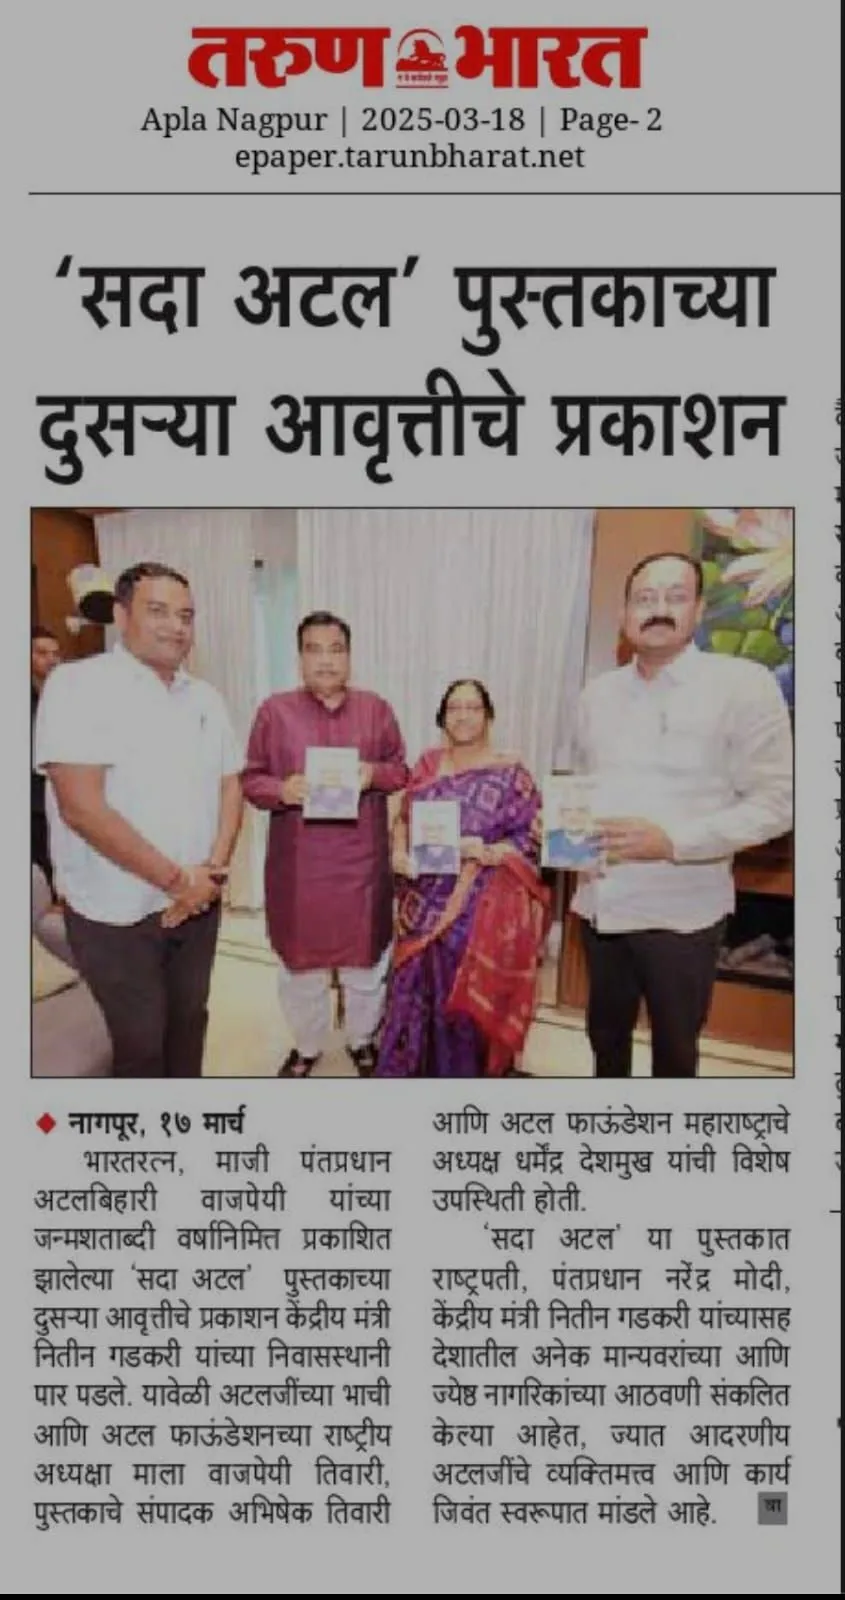 तरुण भारत
Apla Nagpur | 2025-03-18 | Page- 2
epaper.tarunbharat.net
‘सदा अटल’ पुस्तकाच्या
दुसऱ्या आवृत्तीचे प्रकाशन
◆ नागपूर, १७ मार्च
भारतरत्न, माजी पंतप्रधान
अटलबिहारी वाजपेयी यांच्या
जन्मशताब्दी वर्षानिमित्त प्रकाशित
झालेल्या ‘सदा अटल’ पुस्तकाच्या
दुसऱ्या आवृत्तीचे प्रकाशन केंद्रीय मंत्री
नितीन गडकरी यांच्या निवासस्थानी
पार पडले. यावेळी अटलजींच्या भाची
आणि अटल फाऊंडेशनच्या राष्ट्रीय
अध्यक्षा माला वाजपेयी तिवारी,
पुस्तकाचे संपादक अभिषेक तिवारी
आणि अटल फाऊंडेशन महाराष्ट्राचे
अध्यक्ष धर्मेंद्र देशमुख यांची विशेष
उपस्थिती होती.
‘सदा अटल’ या पुस्तकात
राष्ट्रपती, पंतप्रधान नरेंद्र मोदी,
केंद्रीय मंत्री नितीन गडकरी यांच्यासह
देशातील अनेक मान्यवरांच्या आणि
ज्येष्ठ नागरिकांच्या आठवणी संकलित
केल्या आहेत, ज्यात आदरणीय
अटलजींचे व्यक्तिमत्त्व आणि कार्य
जिवंत स्वरूपात मांडले आहे.